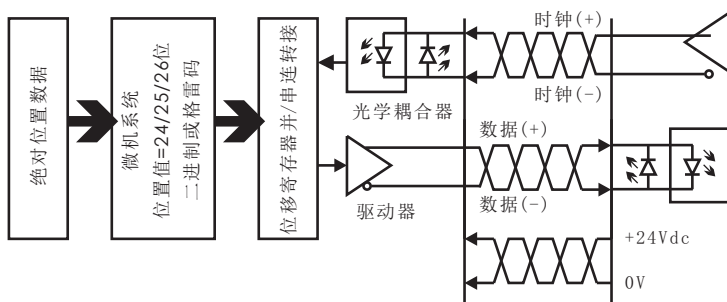 绝对位置数据
微机系统
位置值=24/25/26位
二进制或格雷码
位移寄存器并/串连转接
光学耦合器
驱动器
时钟(+)
时钟(-)
数据(+)
数据(-)
+24Vdc
0V